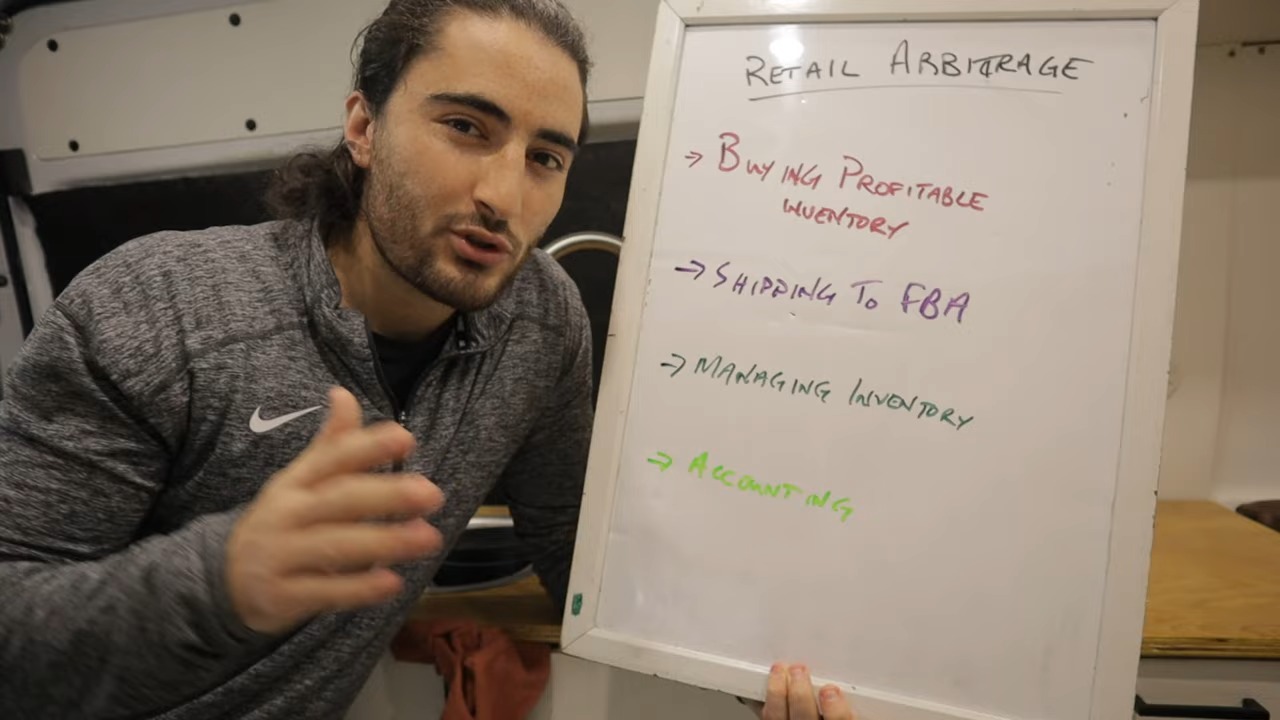 RETAIL ARBITRAGE
→ BUYING PROFITABLE
INVENTORY
→ SHIPPING TO FBA
→ MANAGING INVENTORY
→ ACCOUNTING